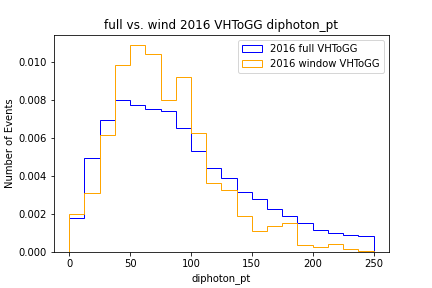 full vs. wind 2016 VHToGG diphoton_pt
2016 full VHToGG
2016 window VHToGG
Number of Events
0.010
0.008
0.006
0.004
0.002
0.000
0 50 100 150 200 250
diphoton_pt